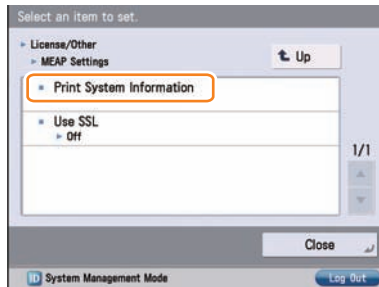 Select an item to set.
License/Other
MEAP Settings
Up
Print System Information
Use SSL
Off
1/1
Close
ID System Management Mode
Log Out